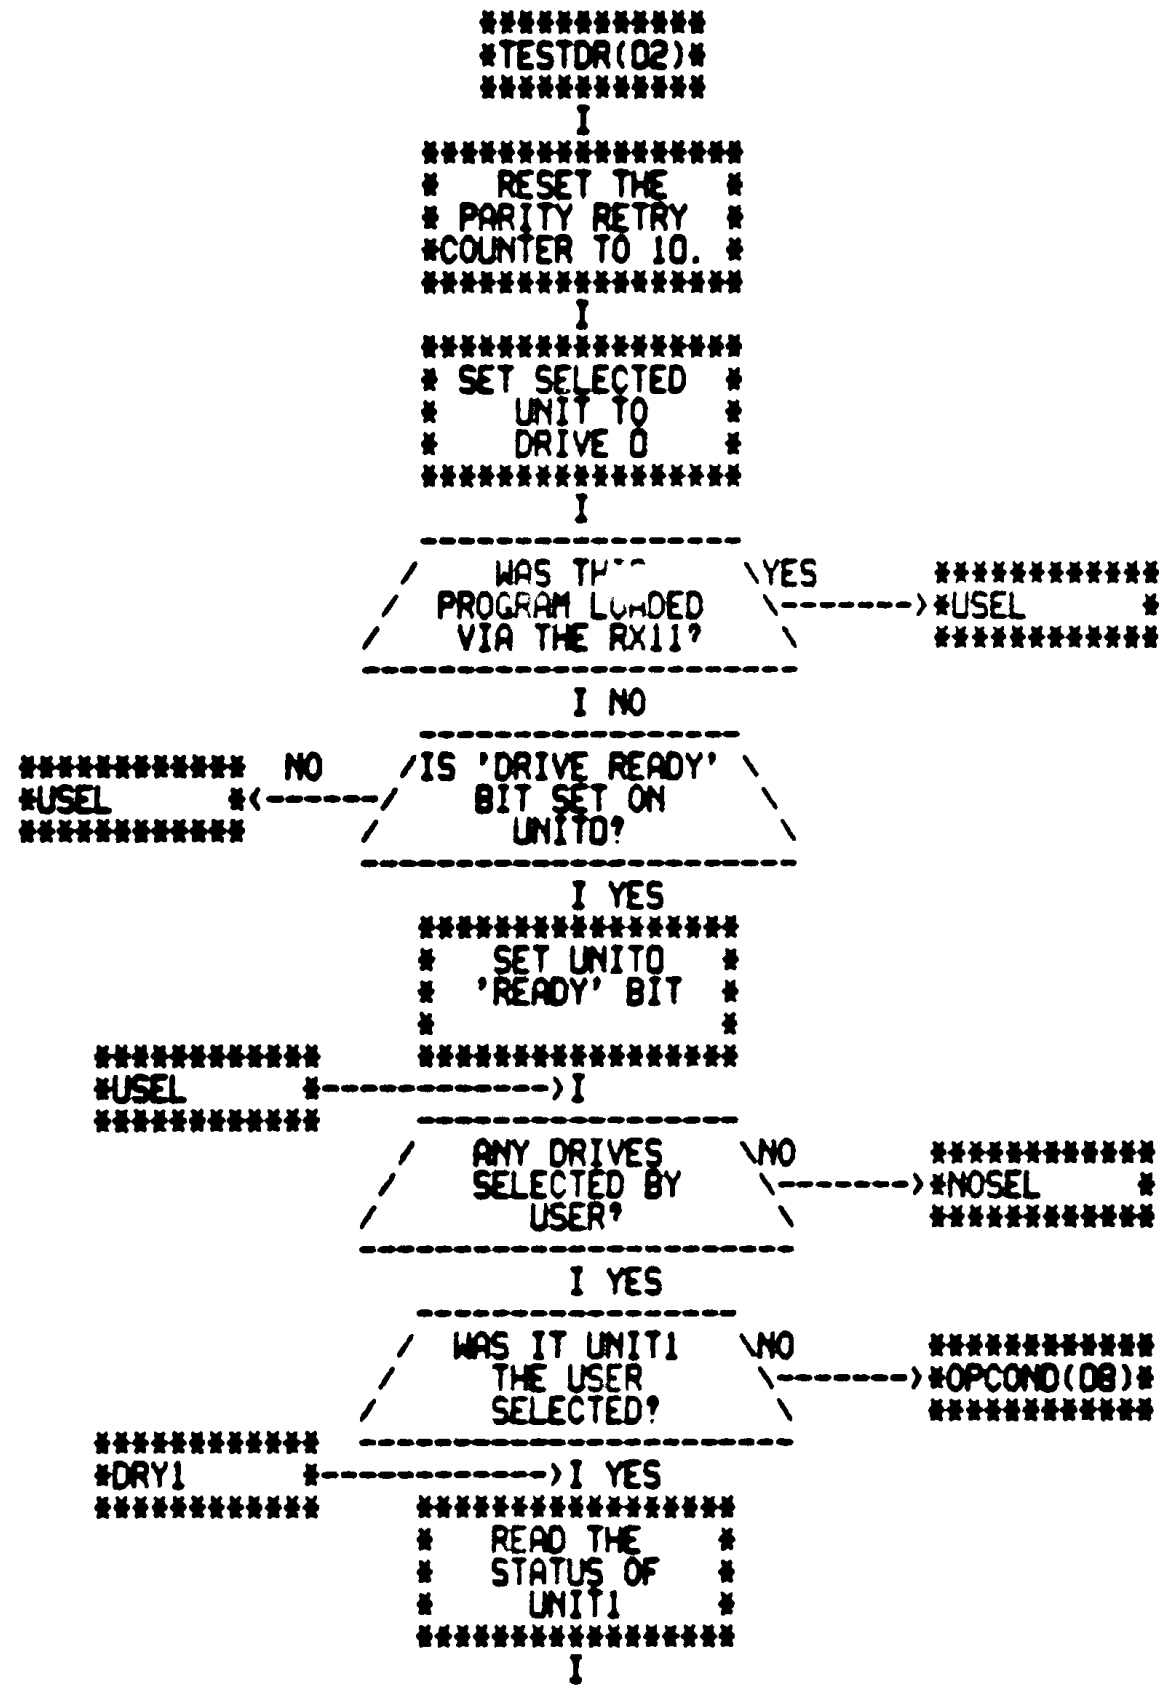 ************
*TESTDR(02)*
************
I
*****************
* RESET THE *
* PARITY RETRY *
*COUNTER TO 10. *
*****************
I
*****************
* SET SELECTED *
* UNIT TO *
* DRIVE 0 *
*****************
I
-----------------
/ WAS \YES ************
/ PROGRAM LOADED \-------->*USEL *
/ VIA THE RX11? \ ************
-----------------------
I NO
-----------------
************ NO /IS 'DRIVE READY' \
*USEL *<------/ BIT SET ON \
************ / UNIT0? \
-----------------------
I YES
*****************
* SET UNIT0 *
* 'READY' BIT *
* *
************ *****************
*USEL *------------->I
************ -----------------
/ ANY DRIVES \NO ************
/ SELECTED BY \-------->*NOSEL *
/ USER? \ ************
-----------------------
I YES
-----------------
/ WAS IT UNIT1 \NO ************
/ THE USER \-------->*OPCOND(08)*
/ SELECTED? \ ************
************ -----------------------
*DRY1 *------------->I YES
************ *****************
* READ THE *
* STATUS OF *
* UNIT1 *
*****************
I